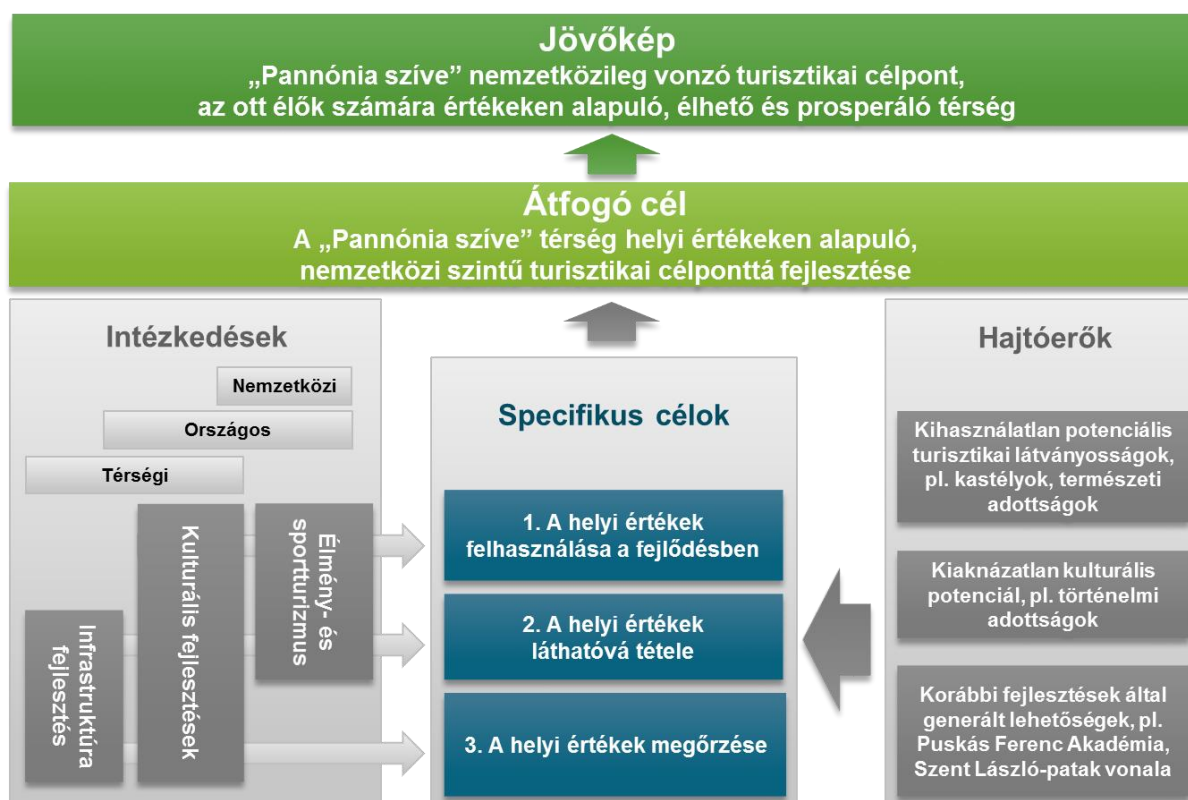 Jövőkép
„Pannónia szíve” nemzetközileg vonzó turisztikai célpont,
az ott élők számára értékeken alapuló, élhető és prosperáló térség
Átfogó cél
A „Pannónia szíve” térség helyi értékeken alapuló,
nemzetközi szintű turisztikai célponttá fejlesztése
Intézkedések
Nemzetközi
Országos
Térségi
Infrastruktúra
fejlesztés
Kulturális fejlesztések
Élmény- és
sportturizmus
Specifikus célok
1. A helyi értékek
felhasználása a fejlődésben
2. A helyi értékek
láthatóvá tétele
3. A helyi értékek megőrzése
Hajtóerők
Kihasználatlan potenciális
turisztikai látványosságok,
pl. kastélyok, természeti
adottságok
Kiaknázatlan kulturális
potenciál, pl. történelmi
adottságok
Korábbi fejlesztések által
generált lehetőségek, pl.
Puskás Ferenc Akadémia,
Szent László-patak vonala